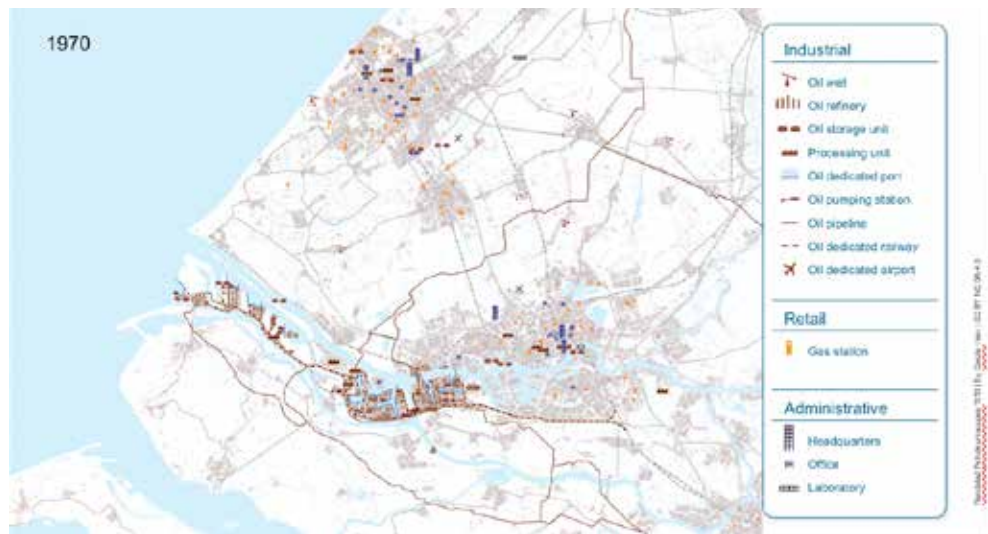 1970
Industrial
Oil well
Oil refinery
Oil storage unit
Processing unit
Oil dedicated port
Oil pumping station
Oil pipeline
Oil dedicated railway
Oil dedicated airport
Retail
Gas station
Administrative
Headquarters
Office
Laboratory